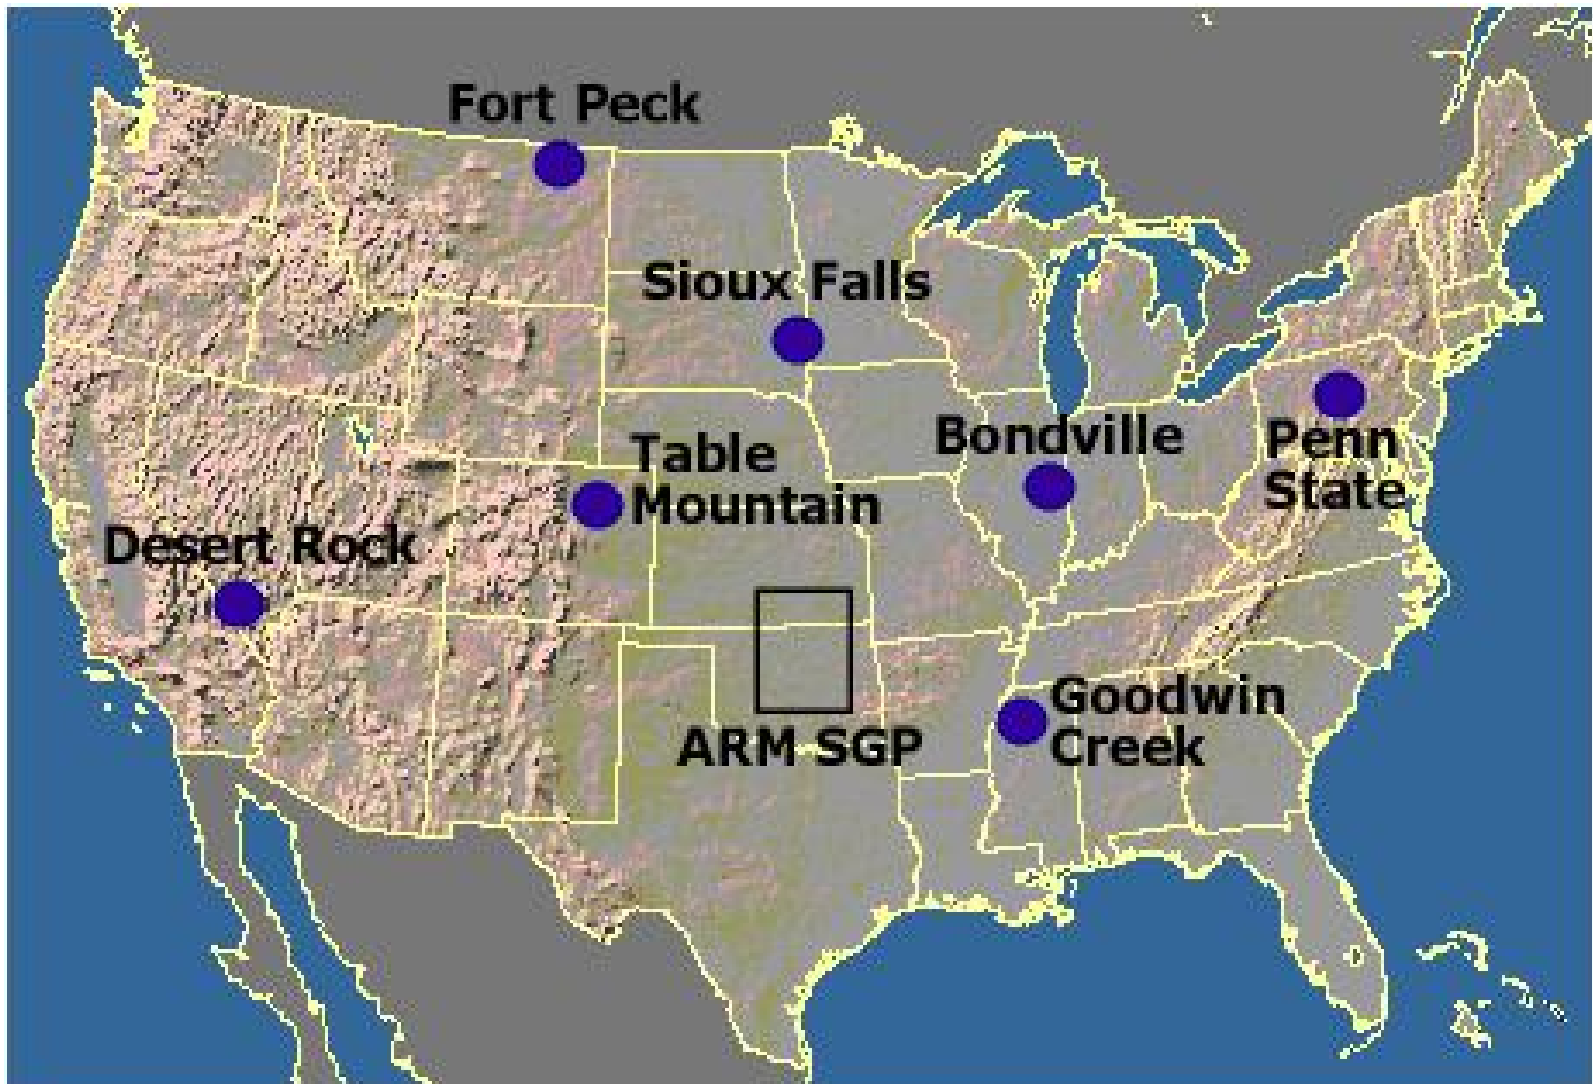 Fort Peck
Sioux Falls
Table
Mountain
Bondville
Penn
State
Desert Rock
Goodwin
Creek
ARM SGP